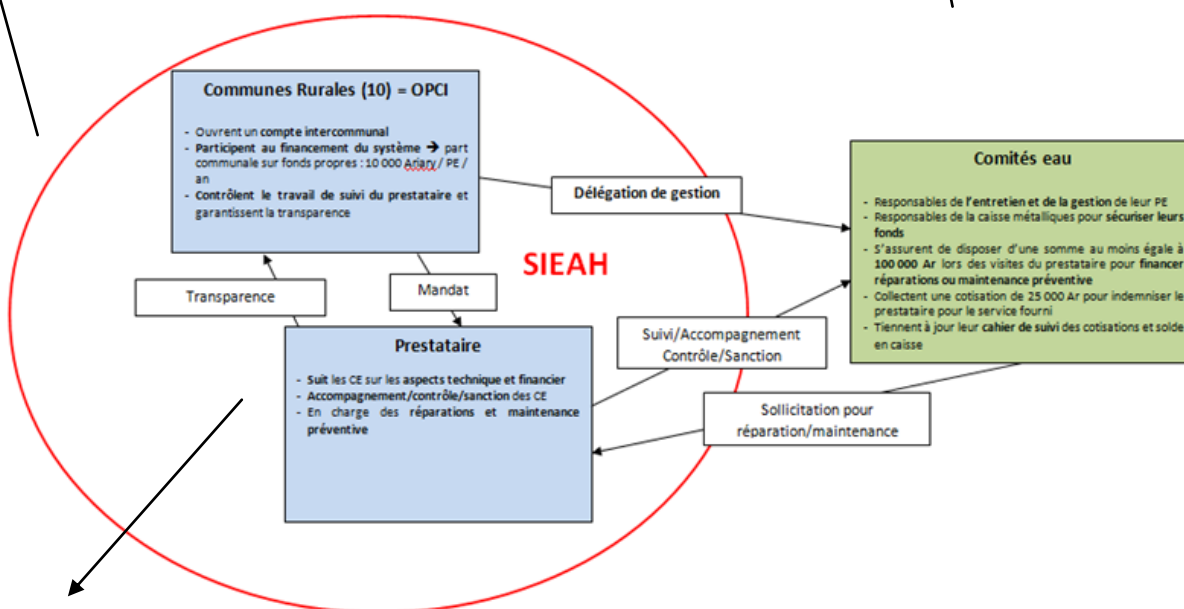 Communes Rurales (10) = OPCI
- Ouvrent un compte intercommunal
- Participent au financement du système ➔ part
communale sur fonds propres : 10 000 Ariary / PE /
an
- Contrôlent le travail de suivi du prestataire et
garantissent la transparence
Délégation de gestion
SIEAH
Transparence
Mandat
Prestataire
- Suit les CE sur les aspects technique et financier
- Accompagnement/contrôle/sanction des CE
- En charge des réparations et maintenance
préventive
Suivi/Accompagnement
Contrôle/Sanction
Sollicitation pour
réparation/maintenance
Comités eau
- Responsables de l'entretien et de la gestion de leur PE
- Responsables de la caisse métalliques pour sécuriser leurs
fonds
- S'assurent de disposer d'une somme au moins égale à
100 000 Ar lors des visites du prestataire pour financer
réparations ou maintenance préventive
- Collectent une cotisation de 25 000 Ar pour indemniser le
prestataire pour le service fourni
- Tiennent à jour leur cahier de suivi des cotisations et solde
en caisse